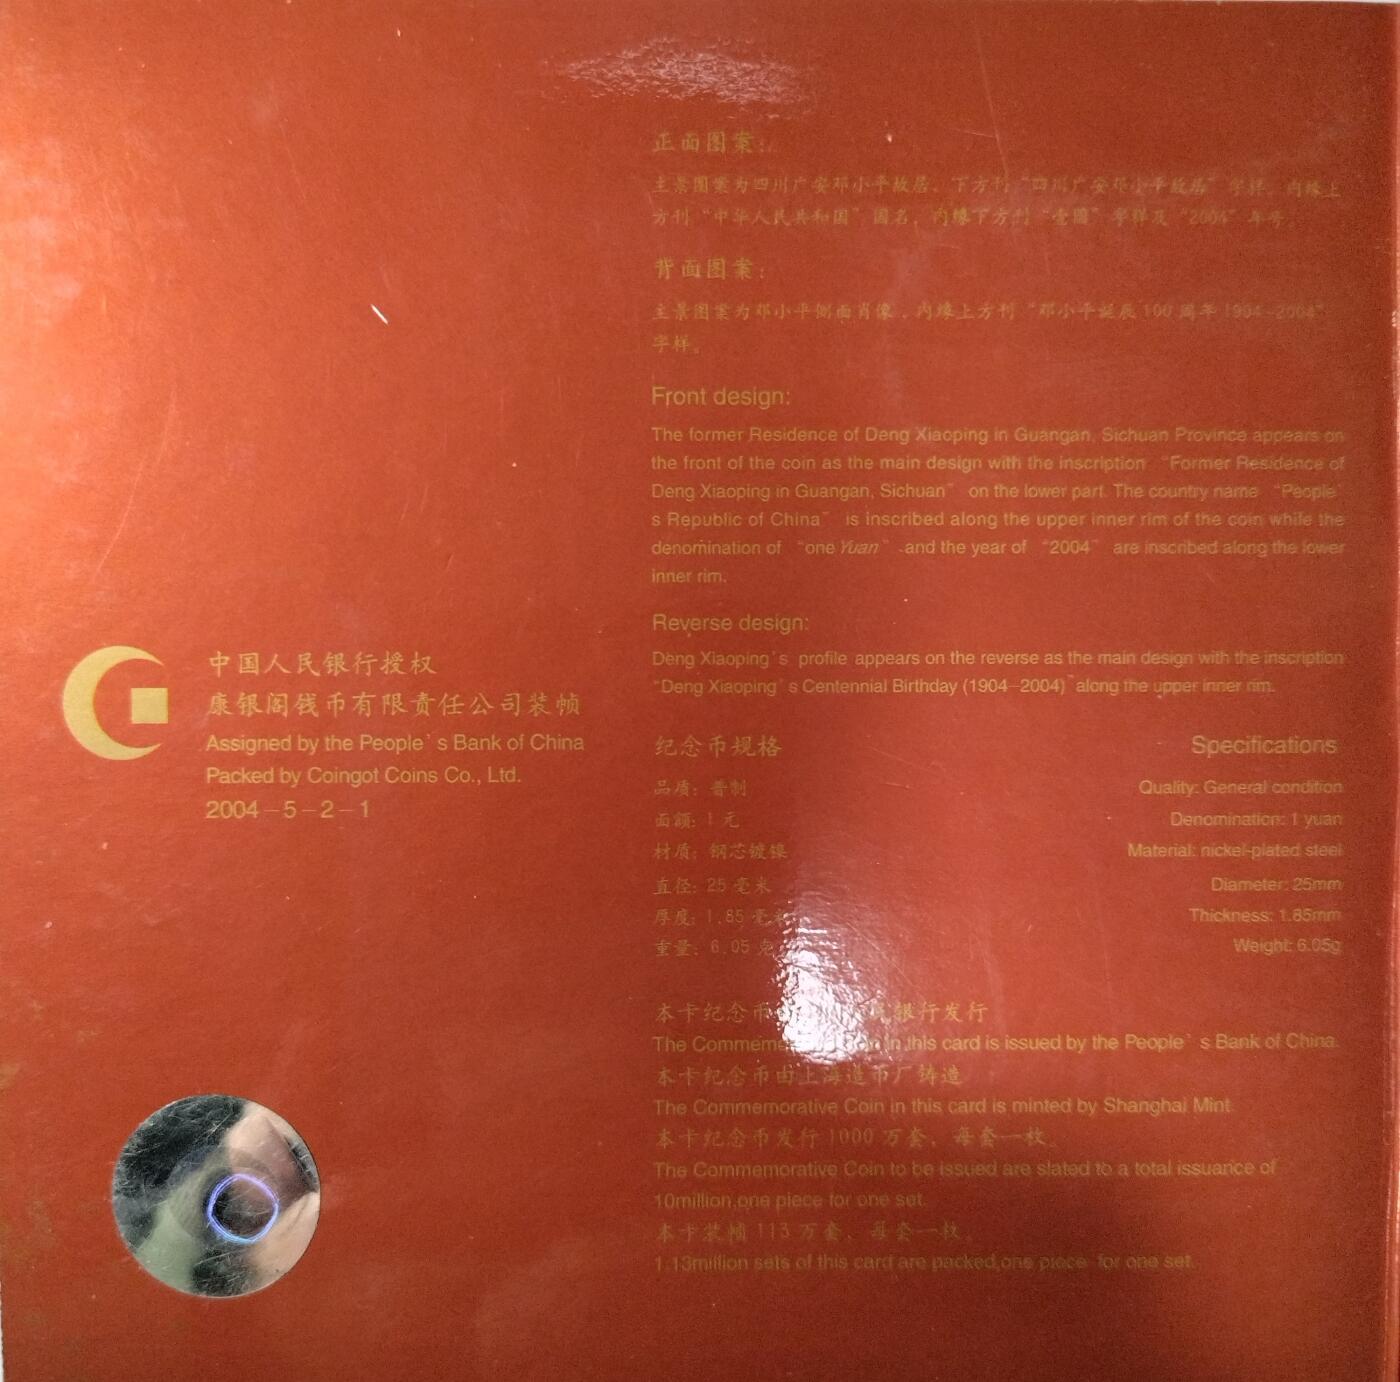 正面图案：
主景图案为四川广安邓小平故居，下方刊“四川广安邓小平故居”字样，内缘上
方刊“中华人民共和国”国名，内缘下方刊“壹圆”字样及“2004”年号。
背面图案：
主景图案为邓小平侧面肖像，内缘上方刊“邓小平诞辰100周年1904-2004”
字样。
Front design:
The former Residence of Deng Xiaoping in Guangan, Sichuan Province appears on
the front of the coin as the main design with the inscription “Former Residence of
Deng Xiaoping in Guangan, Sichuan” on the lower part. The country name “People’
s Republic of China” is inscribed along the upper inner rim of the coin while the
denomination of “one Yuan” and the year of “2004” are inscribed along the lower
inner rim.
Reverse design:
Deng Xiaoping’s profile appears on the reverse as the main design with the inscription
“Deng Xiaoping’s Centennial Birthday (1904-2004)”along the upper inner rim.
中国人民银行授权
康银阁钱币有限责任公司装帧
Assigned by the People’s Bank of China
Packed by Coingot Coins Co., Ltd.
2004-5-2-1
纪念币规格 Specifications
品质：普制 Quality: General condition
面额：1元 Denomination: 1 yuan
材质：钢芯镀镍 Material: nickel-plated steel
直径：25毫米 Diameter: 25mm
厚度：1.85毫米 Thickness: 1.85mm
重量：6.05克 Weight: 6.05g
本卡纪念币 银行发行
The in this card is issued by the People’s Bank of China.
本卡纪念币由上海造币厂铸造
The Commemorative Coin in this card is minted by Shanghai Mint
本卡纪念币发行1000万套，每套一枚。
The Commemorative Coin to be issued are slated to a total issuance of
10million,one piece for one set.
本卡装帧113万套，每套一枚。
1.13million sets of this card are packed,one piece for one set.